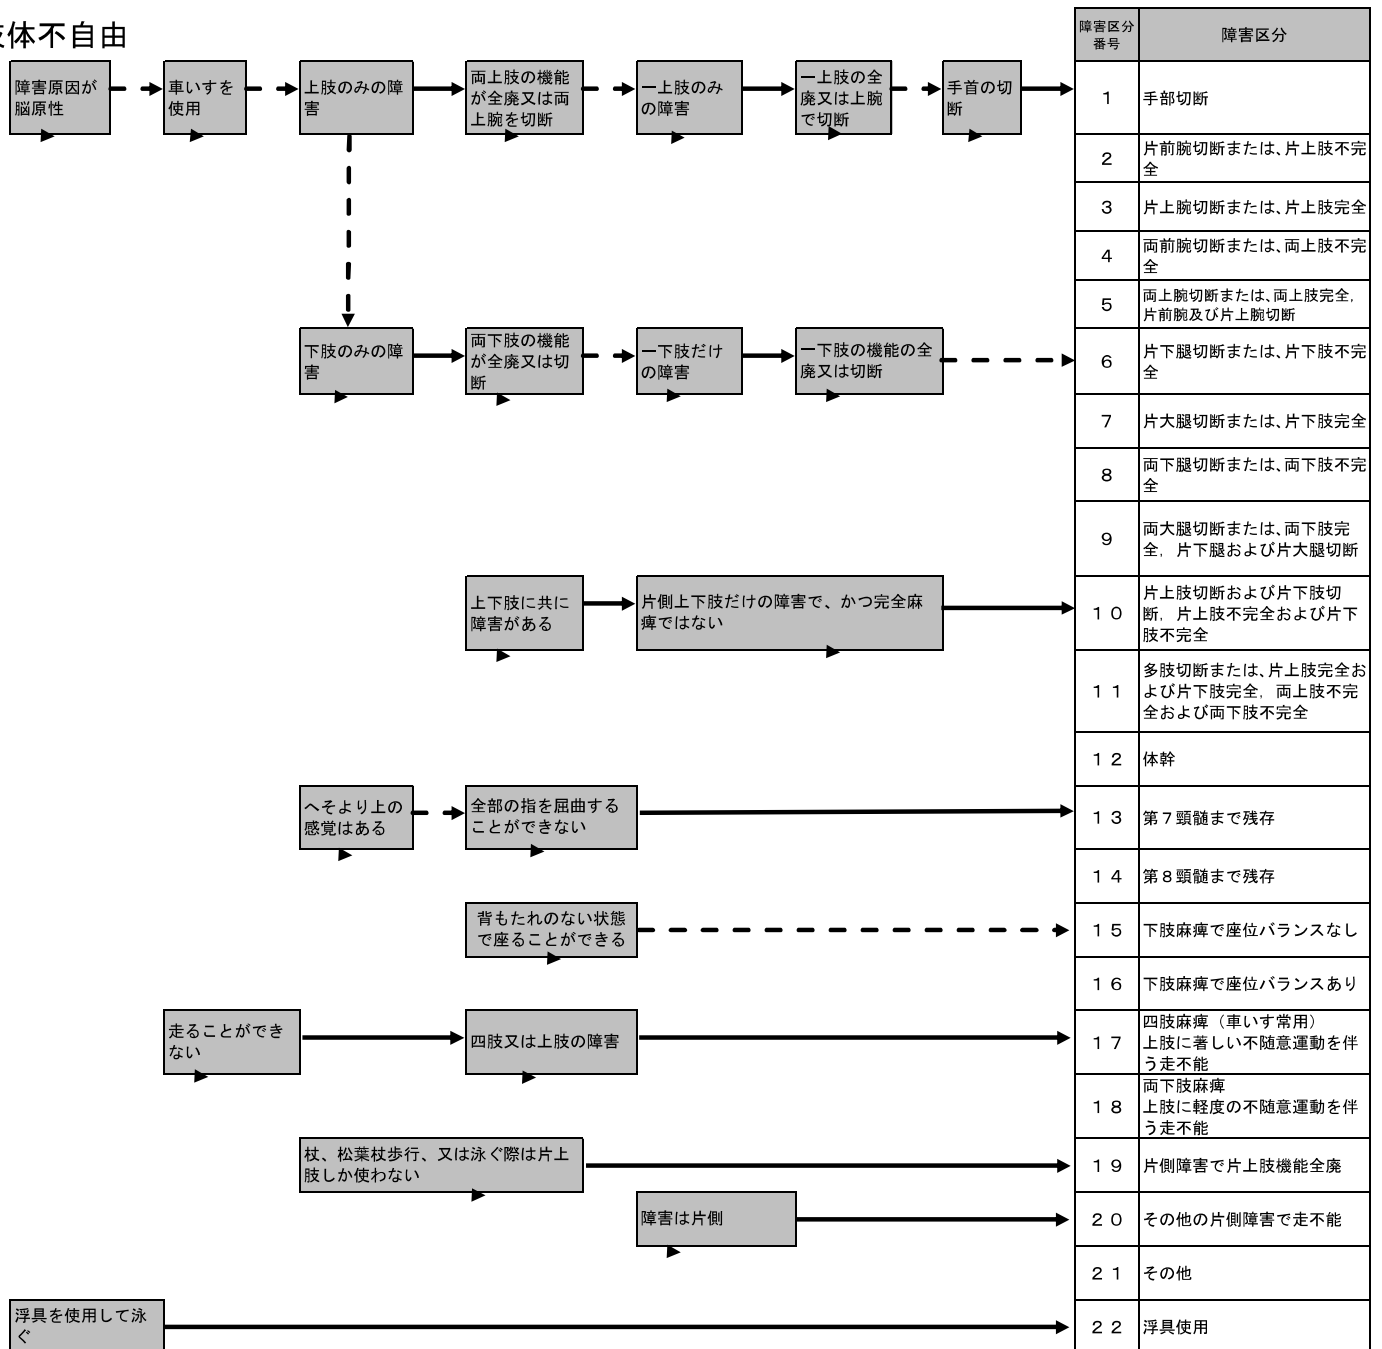 体不自由
障害区分
番号
障害区分
障害原因が
脳原性
車いすを
使用
上肢のみの障
害
両上肢の機能
が全廃又は両
上腕を切断
一上肢のみ
の障害
一上肢の全
廃又は上腕
で切断
手首の切
断
1
手部切断
2
片前腕切断または、片上肢不完
全
3
片上腕切断または、片上肢完全
4
両前腕切断または、両上肢不完
全
5
両上腕切断または、両上肢完全，
片前腕及び片上腕切断
下肢のみの障
害
両下肢の機能
が全廃又は切
断
一下肢だけ
の障害
一下肢の機能の全
廃又は切断
6
片下腿切断または、片下肢不完
全
7
片大腿切断または、片下肢完全
8
両下腿切断または、両下肢不完
全
9
両大腿切断または、両下肢完
全，片下腿および片大腿切断
上下肢に共に
障害がある
片側上下肢だけの障害で、かつ完全麻
痺ではない
10
片上肢切断および片下肢切
断，片上肢不完全および片下
肢不完全
11
多肢切断または、片上肢完全お
よび片下肢完全，両上肢不完
全および両下肢不完全
12
体幹
へそより上の
感覚はある
全部の指を屈曲する
ことができない
13
第７頸髄まで残存
14
第８頸髄まで残存
背もたれのない状態
で座ることができる
15
下肢麻痺で座位バランスなし
16
下肢麻痺で座位バランスあり
走ることができ
ない
四肢又は上肢の障害
17
四肢麻痺（車いす常用）
上肢に著しい不随意運動を伴
う走不能
18
両下肢麻痺
上肢に軽度の不随意運動を伴
う走不能
杖、松葉杖歩行、又は泳ぐ際は片上
肢しか使わない
19
片側障害で片上肢機能全廃
障害は片側
20
その他の片側障害で走不能
21
その他
浮具を使用して泳
ぐ
22
浮具使用